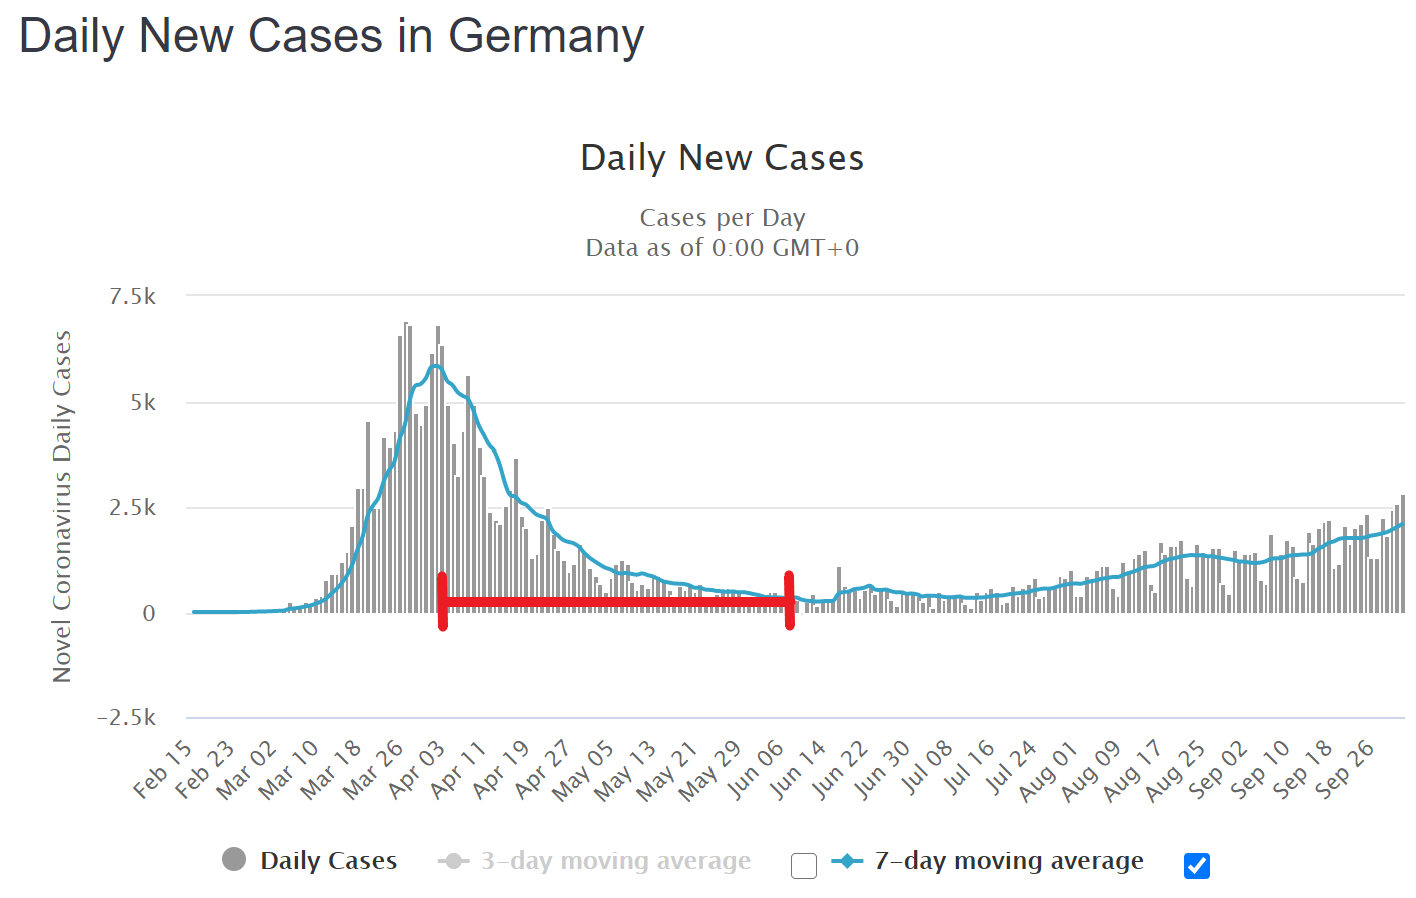 Daily New Cases in Germany
Daily New Cases
Cases per Day
Data as of 0:00 GMT+0
Novel Coronavirus Daily Cases
7.5k
5k
2.5k
0
-2.5k
Feb 15
Feb 23
Mar 02
Mar 10
Mar 18
Mar 26
Apr 03
Apr 11
Apr 19
Apr 27
May 05
May 13
May 21
May 29
Jun 06
Jun 14
Jun 22
Jun 30
Jul 08
Jul 16
Jul 24
Aug 01
Aug 09
Aug 17
Aug 25
Sep 02
Sep 10
Sep 18
Sep 26
Daily Cases
3-day moving average
7-day moving average